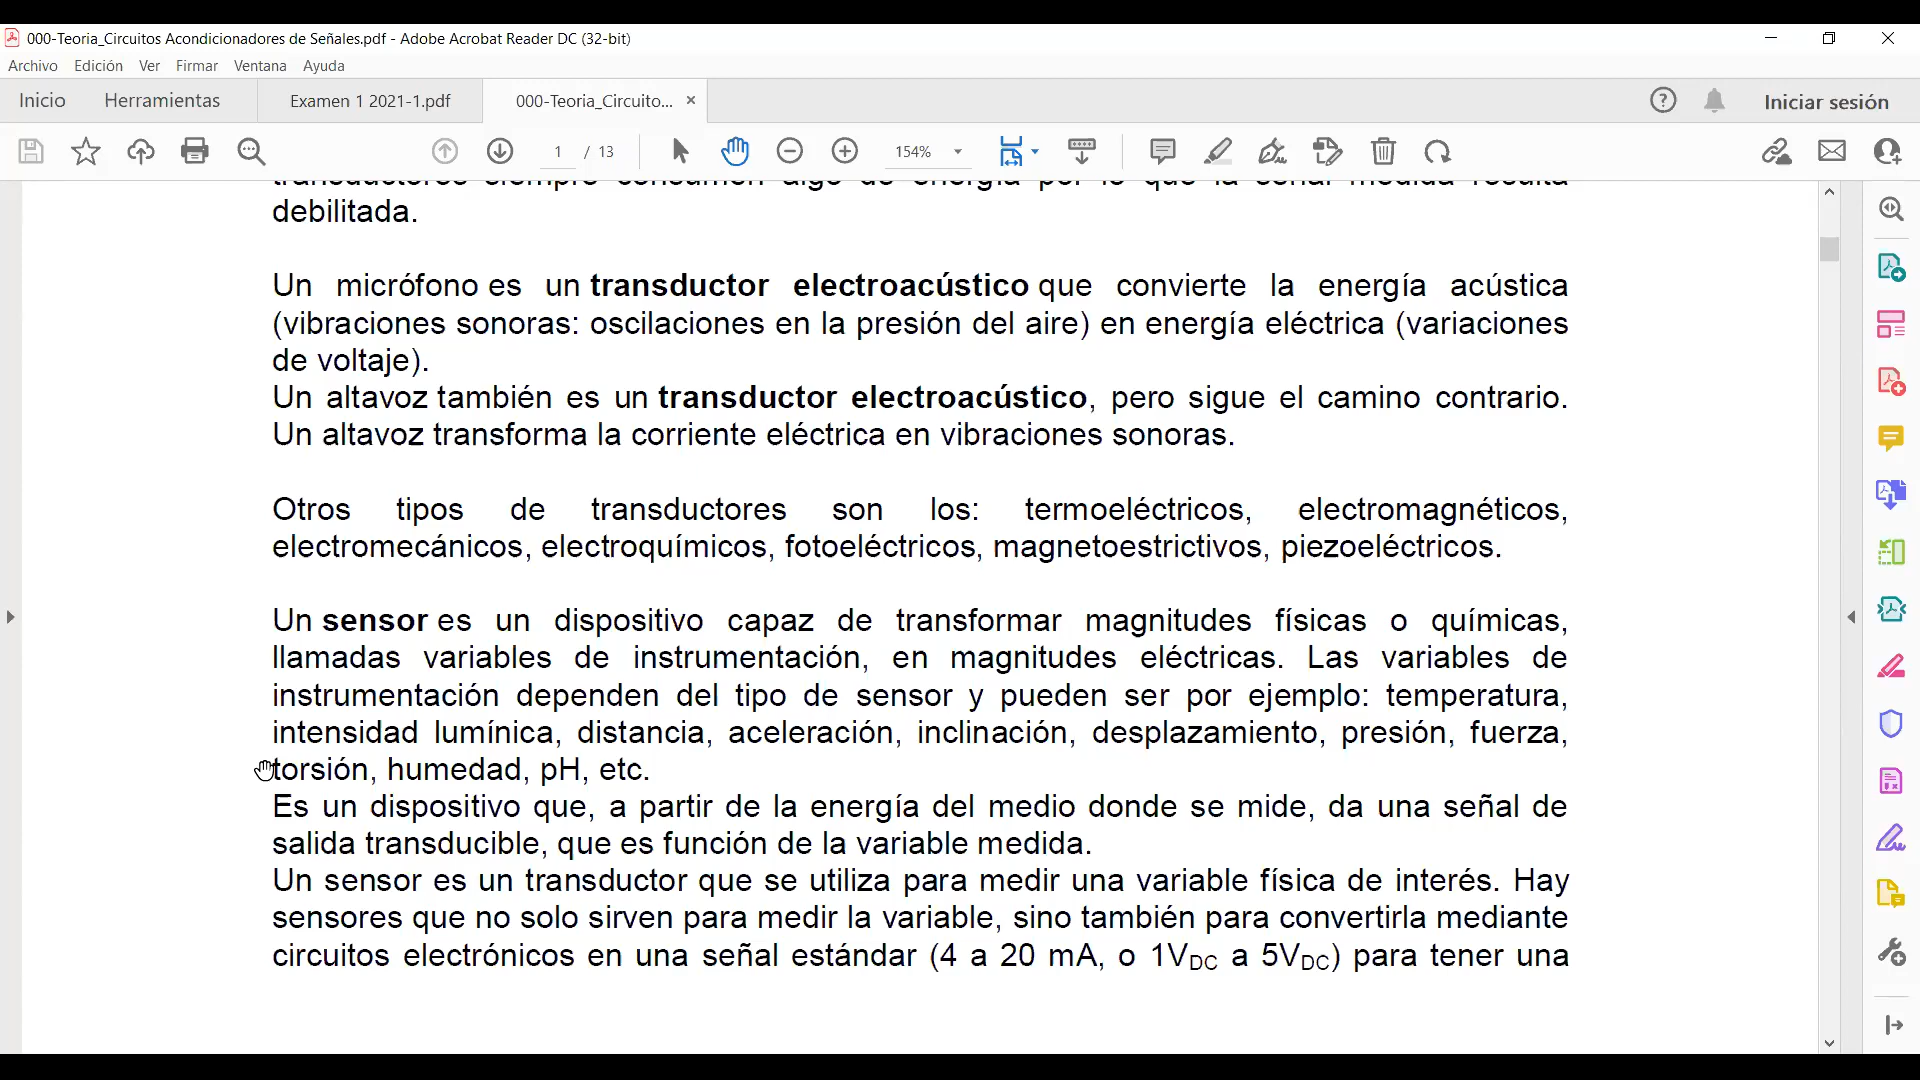 000-Teoria_Circuitos Acondicionadores de Señales.pdf - Adobe Acrobat Reader DC (32-bit)
Archivo Edición Ver Firmar Ventana Ayuda
Inicio Herramientas Examen 1 2021-1.pdf 000-Teoria_Circuito... × Iniciar sesión
1 / 13 154%
transductores siempre consumen algo de energía por lo que la señal medida resulta
debilitada.
Un micrófono es un transductor electroacústico que convierte la energía acústica
(vibraciones sonoras: oscilaciones en la presión del aire) en energía eléctrica (variaciones
de voltaje).
Un altavoz también es un transductor electroacústico, pero sigue el camino contrario.
Un altavoz transforma la corriente eléctrica en vibraciones sonoras.
Otros tipos de transductores son los: termoeléctricos, electromagnéticos,
electromecánicos, electroquímicos, fotoeléctricos, magnetoestrictivos, piezoeléctricos.
Un sensor es un dispositivo capaz de transformar magnitudes físicas o químicas,
llamadas variables de instrumentación, en magnitudes eléctricas. Las variables de
instrumentación dependen del tipo de sensor y pueden ser por ejemplo: temperatura,
intensidad lumínica, distancia, aceleración, inclinación, desplazamiento, presión, fuerza,
torsión, humedad, pH, etc.
Es un dispositivo que, a partir de la energía del medio donde se mide, da una señal de
salida transducible, que es función de la variable medida.
Un sensor es un transductor que se utiliza para medir una variable física de interés. Hay
sensores que no solo sirven para medir la variable, sino también para convertirla mediante
circuitos electrónicos en una señal estándar (4 a 20 mA, o 1VDC a 5VDC) para tener una